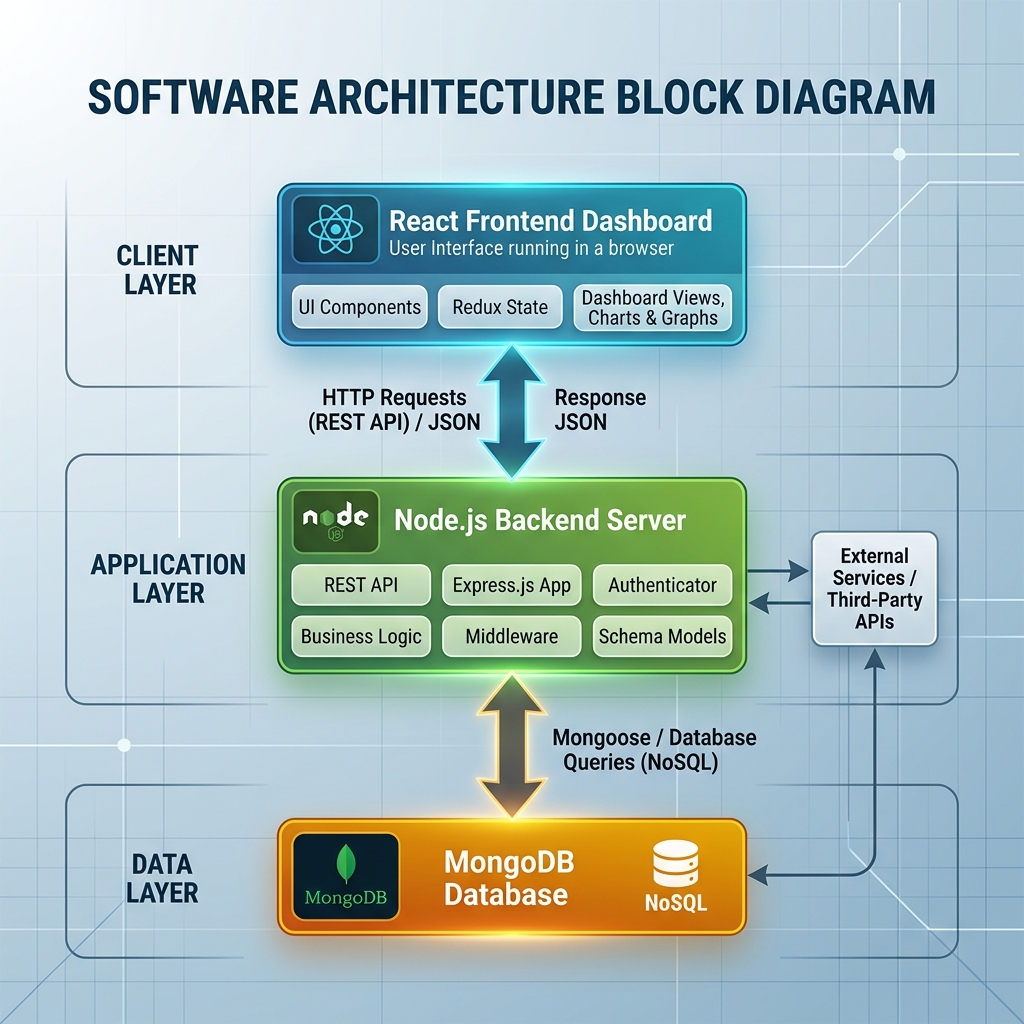 SOFTWARE ARCHITECTURE BLOCK DIAGRAM
CLIENT
LAYER
React Frontend Dashboard
User Interface running in a browser
UI Components
Redux State
Dashboard Views,
Charts & Graphs
HTTP Requests
(REST API) / JSON
Response
JSON
APPLICATION
LAYER
node
JS
Node.js Backend Server
REST API
Express.js App
Authenticator
Business Logic
Middleware
Schema Models
External
Services /
Third-Party
APIs
Mongoose / Database
Queries (NoSQL)
DATA
LAYER
MongoDB
MongoDB
Database
NoSQL